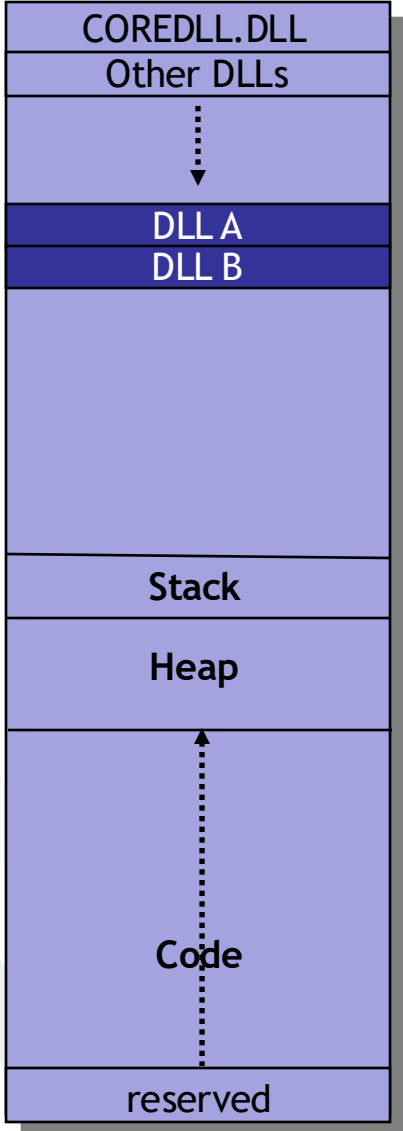 COREDLL.DLL
Other DLLs
DLL A
DLL B
Stack
Heap
Code
reserved